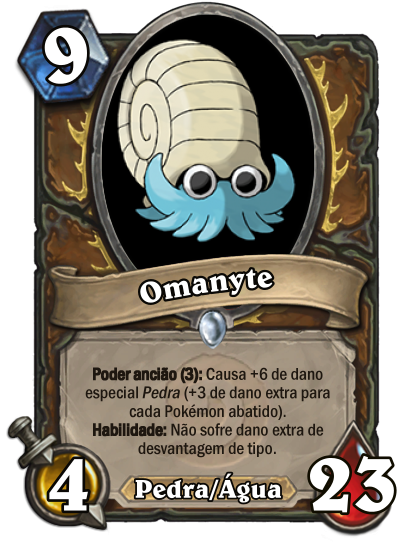 9
Omanyte
Poder ancião (3): Causa +6 de dano
especial Pedra (+3 de dano extra para
cada Pokémon abatido).
Habilidade: Não sofre dano extra de
desvantagem de tipo.
4
Pedra/Água
23